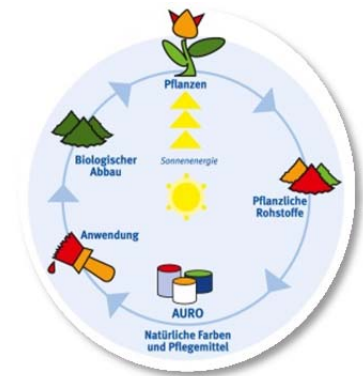 Pflanzen
Sonnenenergie
Biologischer
Abbau
Pflanzliche
Rohstoffe
Anwendung
AURO
Natürliche Farben
und Pflegemittel